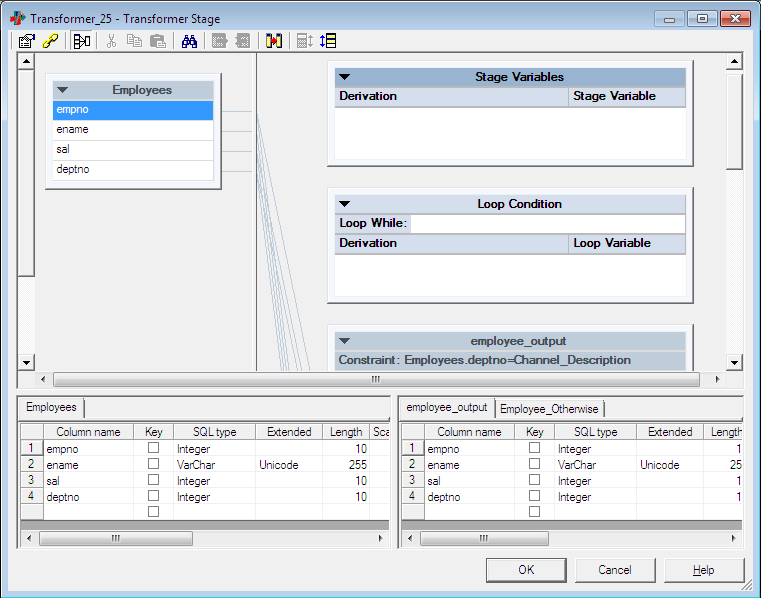 Transformer_25 - Transformer Stage
Employees
empno
ename
sal
deptno
Stage Variables
Derivation Stage Variable
Loop Condition
Loop While:
Derivation Loop Variable
employee_output
Constraint: Employees.deptno=Channel_Description
Employees
Column name Key SQL type Extended Length Sca
1 empno Integer 10
2 ename VarChar Unicode 255
3 sal Integer 10
4 deptno Integer 10
employee_output Employee_Otherwise
Column name Key SQL type Extended Length
1 empno Integer 1
2 ename VarChar Unicode 25
3 sal Integer 1
4 deptno Integer 1
OK Cancel Help